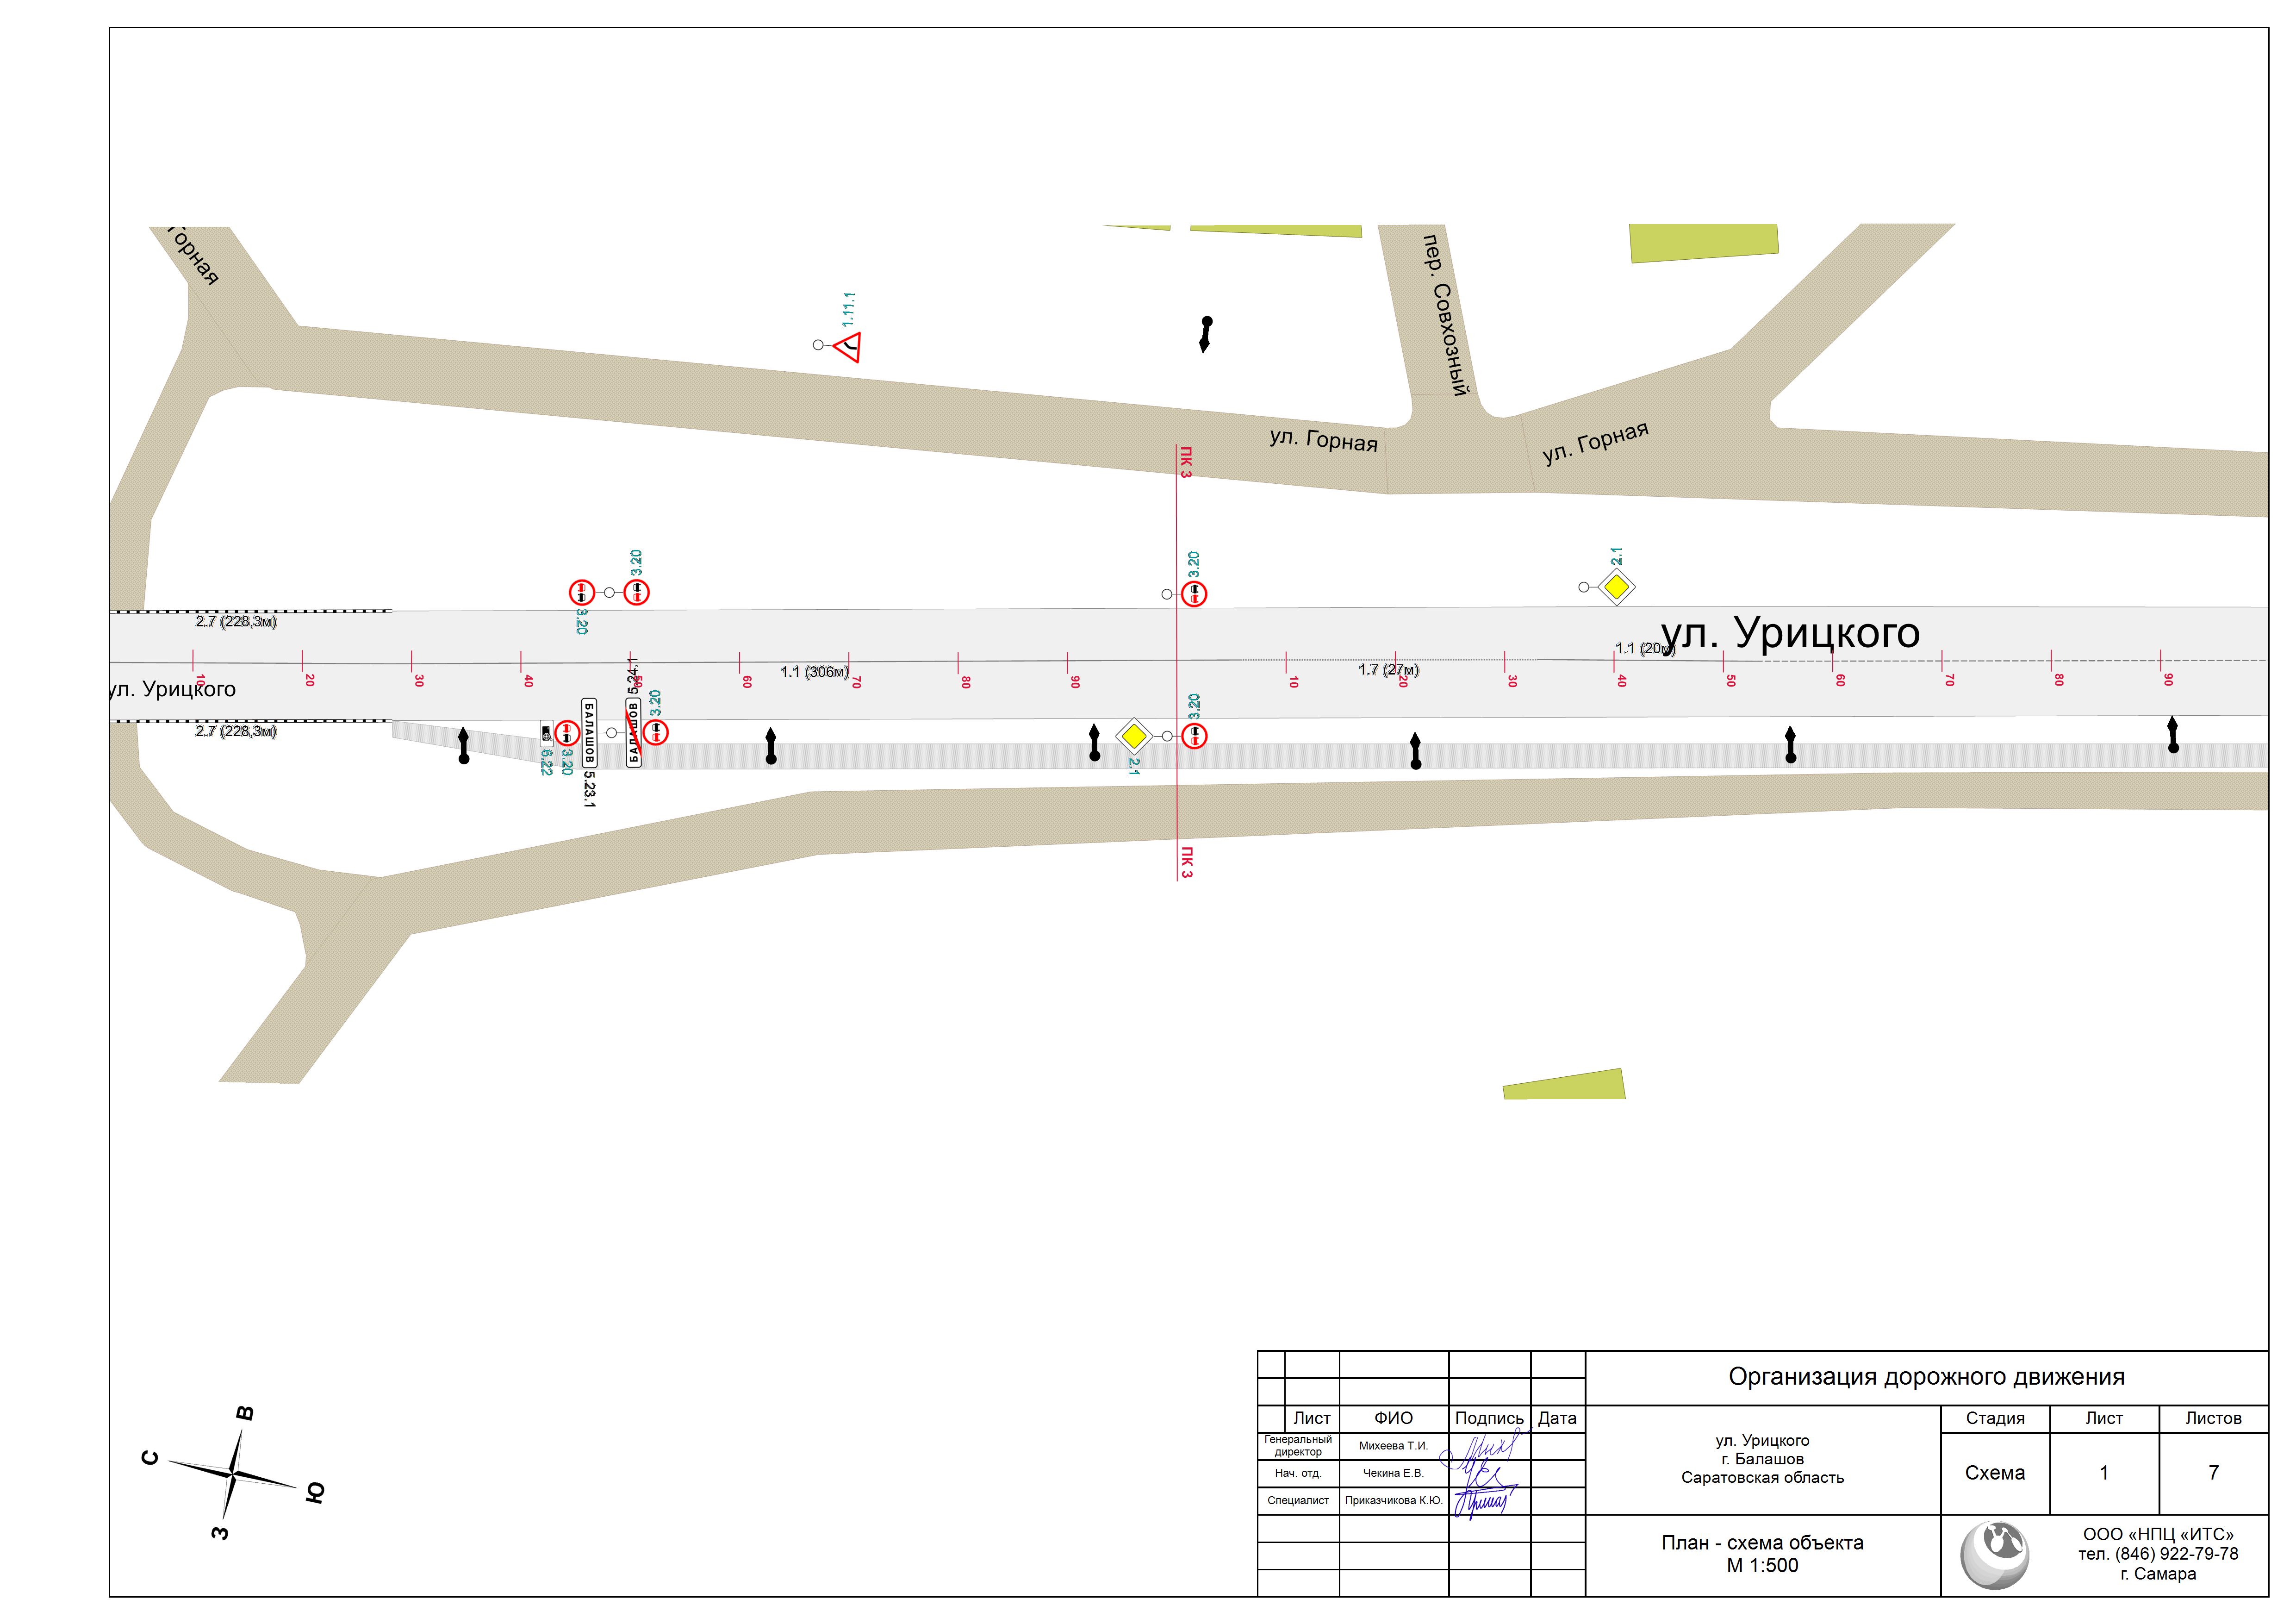 Горная
1.11.1
пер. Совхозный
ул. Горная
ул. Горная
ПК 3
3.20
3.20
3.20
2.1
2.7 (228,3м)
ул. Урицкого
1.1 (306м)
1.7 (27м)
1.1 (20м)
10
20
30
40
50
60
70
80
90
10
20
30
40
50
60
70
80
90
ул. Урицкого
2.7 (228,3м)
6.22
3.20
БАЛАШОВ
5.23.1
БАЛАШОВ
5.24.1
3.20
2.1
3.20
ПК 3
В
С
Ю
З
Организация дорожного движения
Лист
ФИО
Подпись
Дата
Генеральный директор
Михеева Т.И.
Нач. отд.
Чекина Е.В.
Специалист
Приказчикова К.Ю.
ул. Урицкого
г. Балашов
Саратовская область
Стадия
Лист
Листов
Схема
1
7
План - схема объекта
М 1:500
ООО «НПЦ «ИТС»
тел. (846) 922-79-78
г. Самара